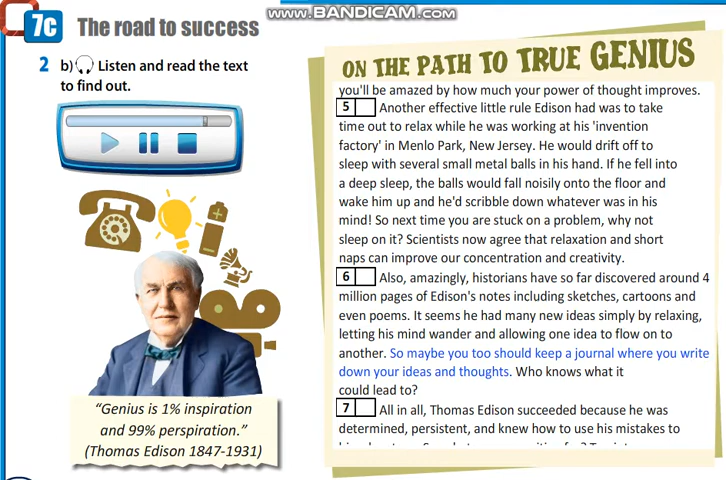 www.BANDICAM.com
7c The road to success
2 b) Listen and read the text
to find out.
"Genius is 1% inspiration
and 99% perspiration."
(Thomas Edison 1847-1931)
ON THE PATH TO TRUE GENIUS
you'll be amazed by how much your power of thought improves.
5 Another effective little rule Edison had was to take
time out to relax while he was working at his 'invention
factory' in Menlo Park, New Jersey. He would drift off to
sleep with several small metal balls in his hand. If he fell into
a deep sleep, the balls would fall noisily onto the floor and
wake him up and he'd scribble down whatever was in his
mind! So next time you are stuck on a problem, why not
sleep on it? Scientists now agree that relaxation and short
naps can improve our concentration and creativity.
6 Also, amazingly, historians have so far discovered around 4
million pages of Edison's notes including sketches, cartoons and
even poems. It seems he had many new ideas simply by relaxing,
letting his mind wander and allowing one idea to flow on to
another. So maybe you too should keep a journal where you write
down your ideas and thoughts. Who knows what it
could lead to?
7 All in all, Thomas Edison succeeded because he was
determined, persistent, and knew how to use his mistakes to